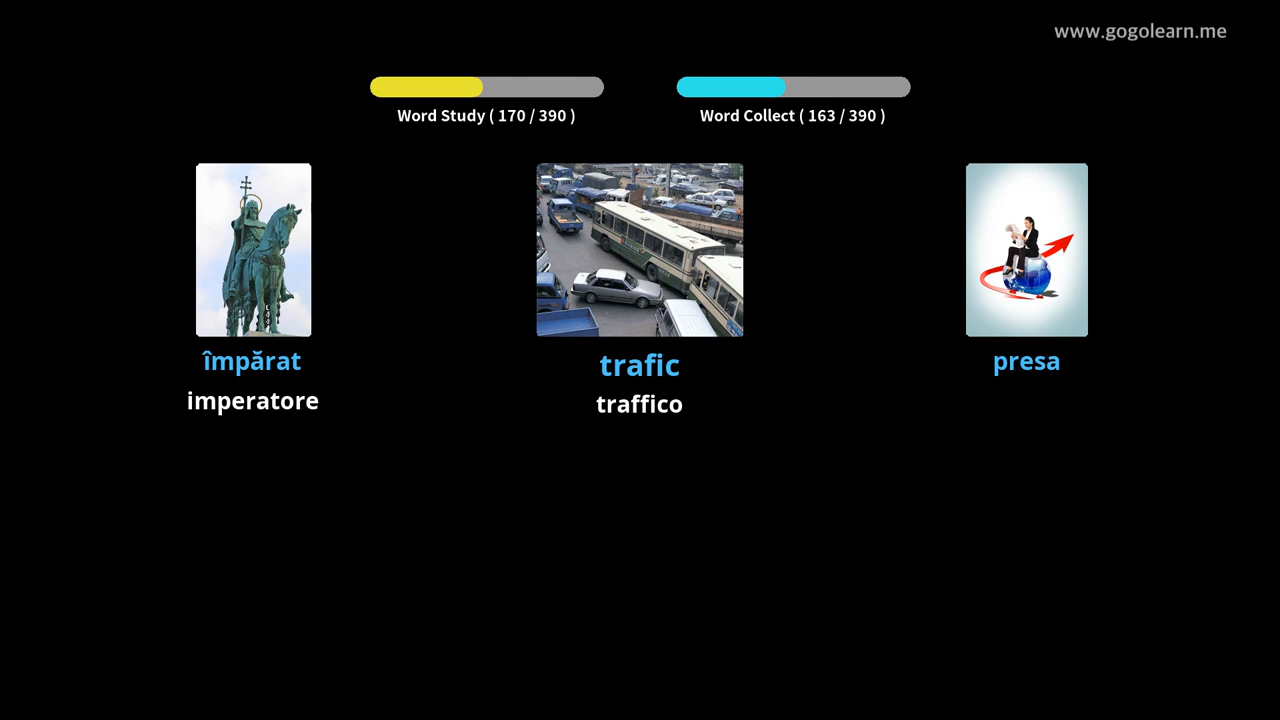 www.gogolearn.me
Word Study ( 170 / 390 )
Word Collect ( 163 / 390 )
împărat
trafic
presa
imperatore
traffico